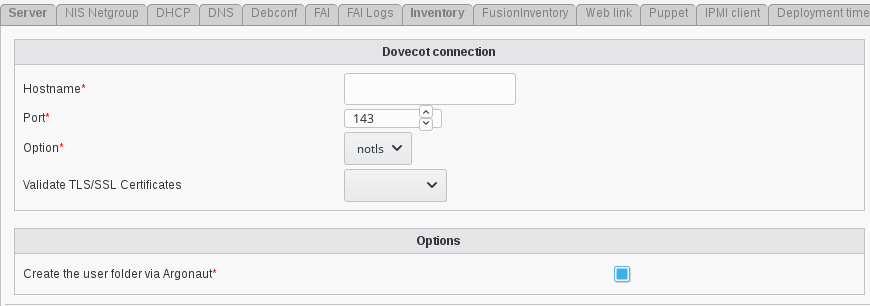 Server NIS Netgroup DHCP DNS Debconf FAI FAI Logs Inventory FusionInventory Web link Puppet IPMI client Deployment time
Dovecot connection
Hostname*
Port* 143
Option* notls
Validate TLS/SSL Certificates
Options
Create the user folder via Argonaut*